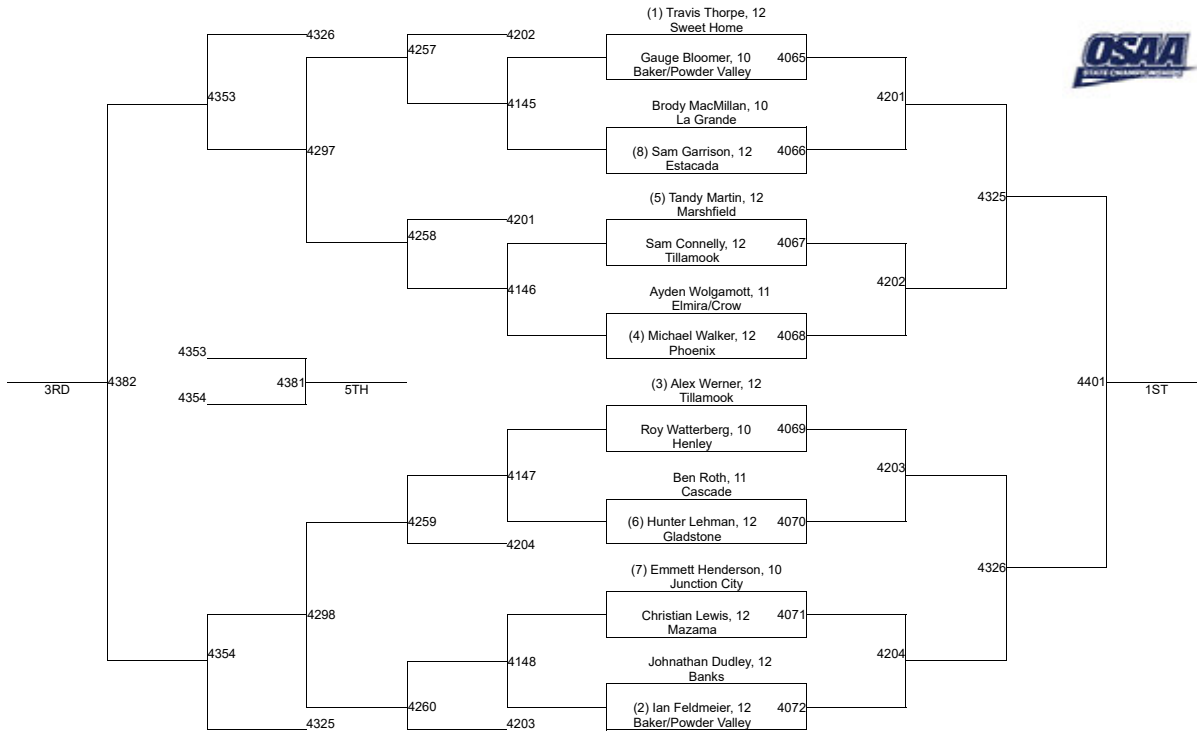 (1) Travis Thorpe, 12
Sweet Home
Gauge Bloomer, 10
Baker/Powder Valley
4065
Brody MacMillan, 10
La Grande
(8) Sam Garrison, 12
Estacada
4066
(5) Tandy Martin, 12
Marshfield
Sam Connelly, 12
Tillamook
4067
Ayden Wolgamott, 11
Elmira/Crow
(4) Michael Walker, 12
Phoenix
4068
(3) Alex Werner, 12
Tillamook
Roy Watterberg, 10
Henley
4069
Ben Roth, 11
Cascade
(6) Hunter Lehman, 12
Gladstone
4070
(7) Emmett Henderson, 10
Junction City
Christian Lewis, 12
Mazama
4071
Johnathan Dudley, 12
Banks
(2) Ian Feldmeier, 12
Baker/Powder Valley
4072
4201
4202
4203
4204
4325
4326
4401
1ST
4202
4145
4257
4201
4146
4258
4297
4326
4353
4147
4204
4259
4148
4203
4260
4298
4325
4354
4382
3RD
4353
4354
4381
5TH
OSAA
STATE CHAMPIONSHIPS